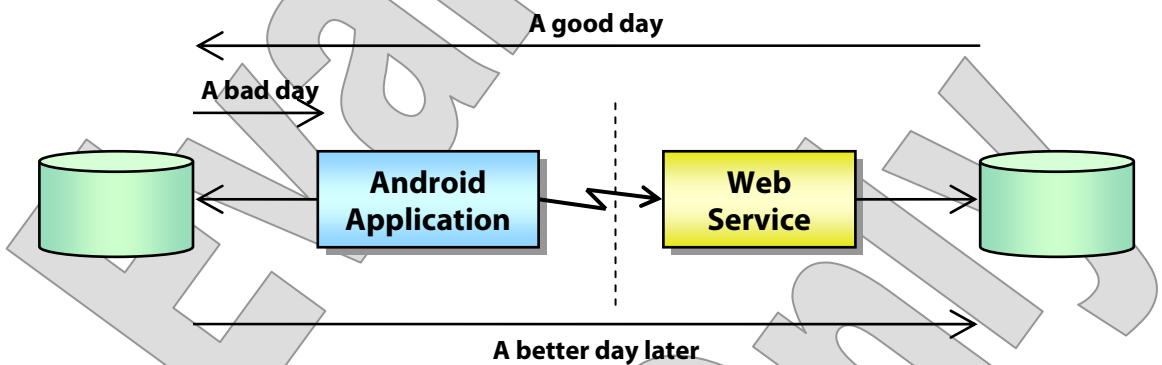 A good day
A bad day
Android
Application
Web
Service
A better day later